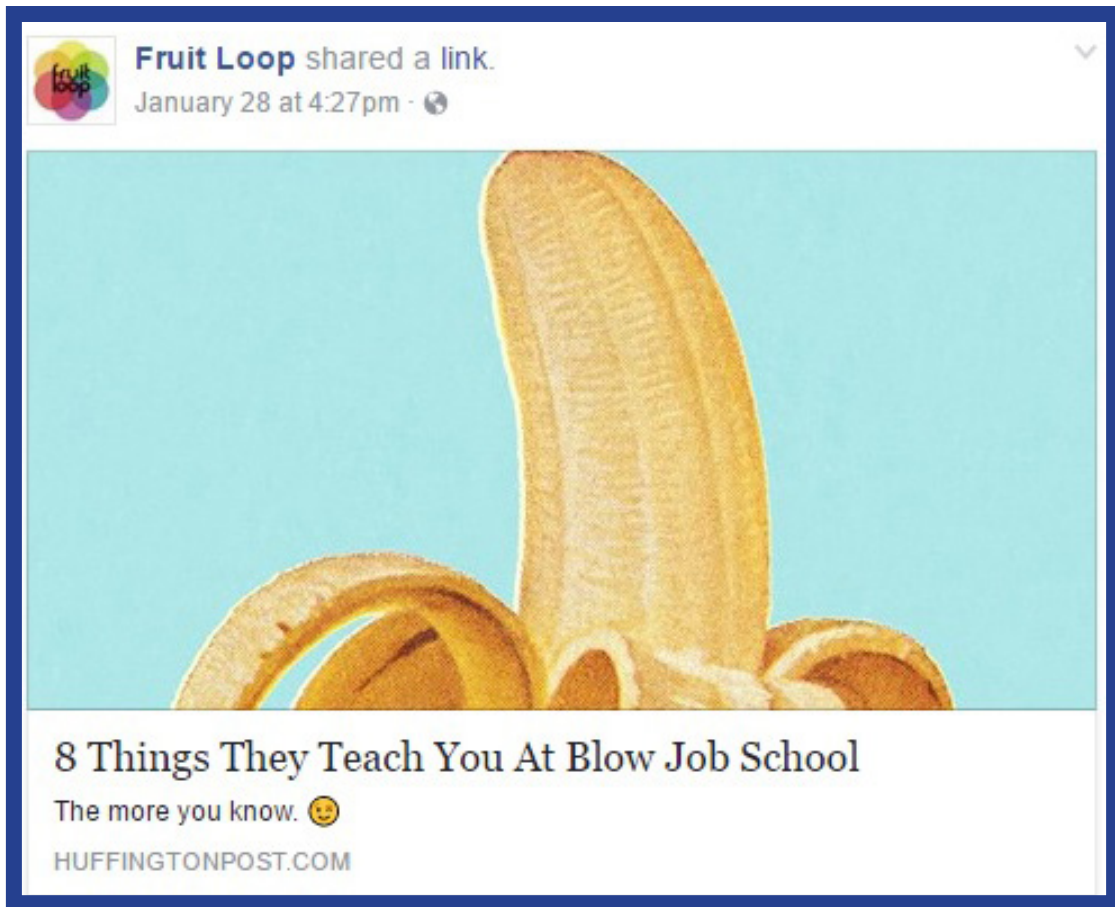 fruit
loop
Fruit Loop shared a link.
January 28 at 4:27pm ·
8 Things They Teach You At Blow Job School
The more you know. 😉
HUFFINGTONPOST.COM